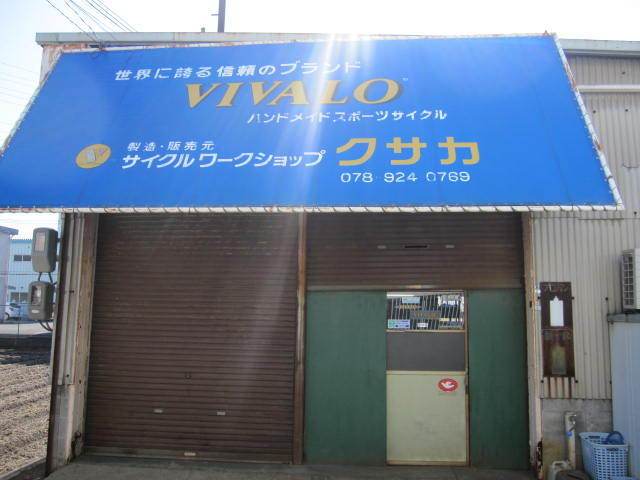 世界に誇る信頼のブランド
VIVALO
ハンドメイドスポーツサイクル
製造・販売元
サイクルワークショップ クサカ
078-924-0769